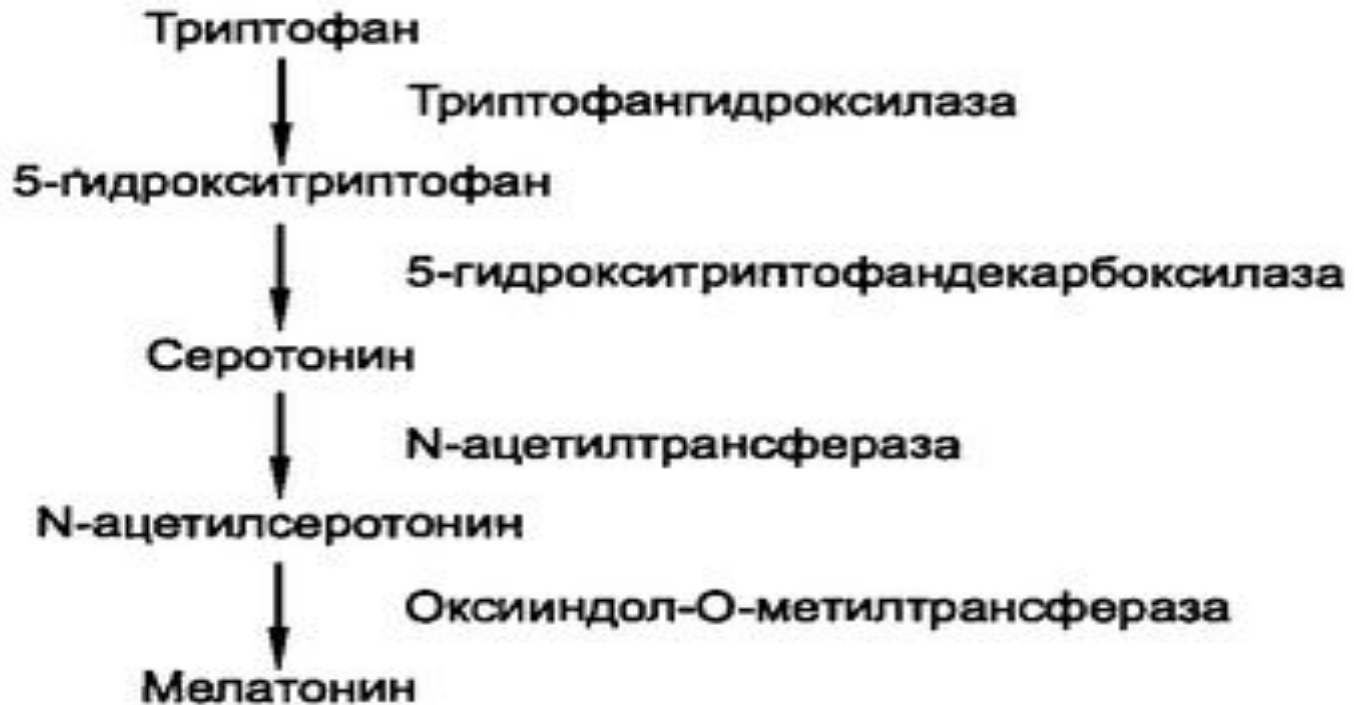 Триптофан
Триптофангидроксилаза
5-гидрокситриптофан
5-гидрокситриптофандекарбоксилаза
Серотонин
N-ацетилтрансфераза
N-ацетилсеротонин
Оксииндол-О-метилтрансфераза
Мелатонин